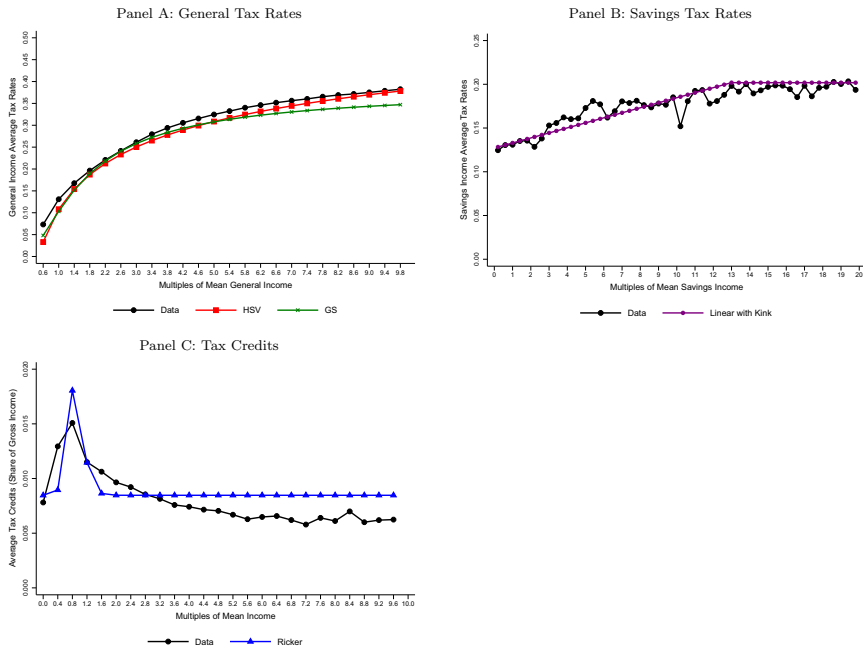 Panel A: General Tax Rates
General Income Average Tax Rates
0.50
0.45
0.40
0.35
0.30
0.25
0.20
0.15
0.10
0.05
0.00
0.6 1.0 1.4 1.8 2.2 2.6 3.0 3.4 3.8 4.2 4.6 5.0 5.4 5.8 6.2 6.6 7.0 7.4 7.8 8.2 8.6 9.0 9.4 9.8
Multiples of Mean General Income
Data HSV GS
Panel B: Savings Tax Rates
Savings Income Average Tax Rates
0.25
0.20
0.15
0.10
0.05
0.00
0 1 2 3 4 5 6 7 8 9 10 11 12 13 14 15 16 17 18 19 20
Multiples of Mean Savings Income
Data Linear with Kink
Panel C: Tax Credits
Average Tax Credits (Share of Gross Income)
0.020
0.015
0.010
0.005
0.000
0.0 0.4 0.8 1.2 1.6 2.0 2.4 2.8 3.2 3.6 4.0 4.4 4.8 5.2 5.6 6.0 6.4 6.8 7.2 7.6 8.0 8.4 8.8 9.2 9.6 10.0
Multiples of Mean Income
Data Ricker